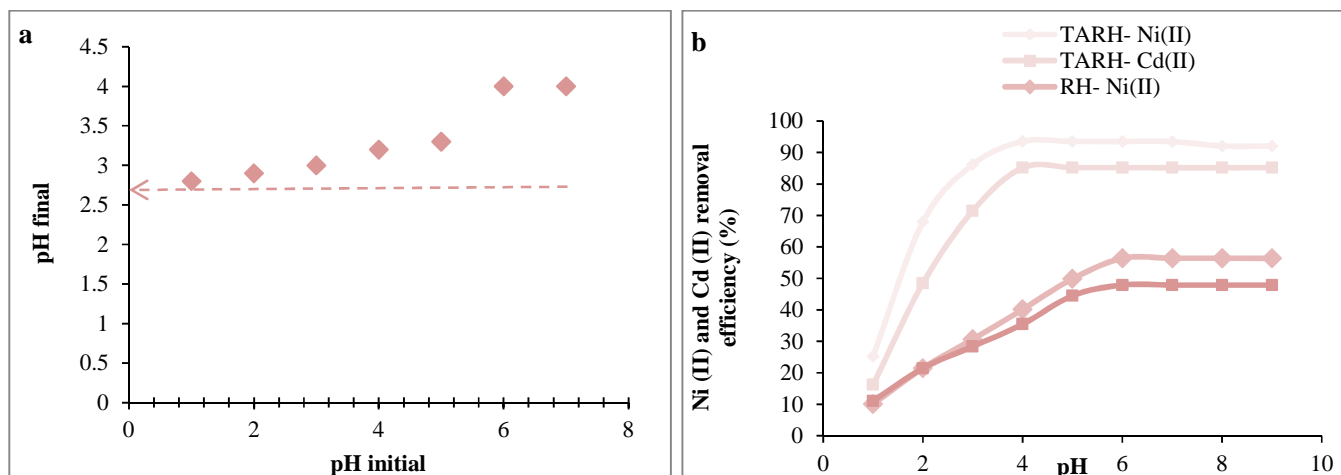 a
4.5
4
3.5
3
2.5
2
1.5
1
0.5
0
pH final
0 2 4 6 8
pH initial
b
TARH- Ni(II)
TARH- Cd(II)
RH- Ni(II)
100
90
80
70
60
50
40
30
20
10
0
Ni (II) and Cd (II) removal
efficiency (%)
0 2 4 6 8 10
pH